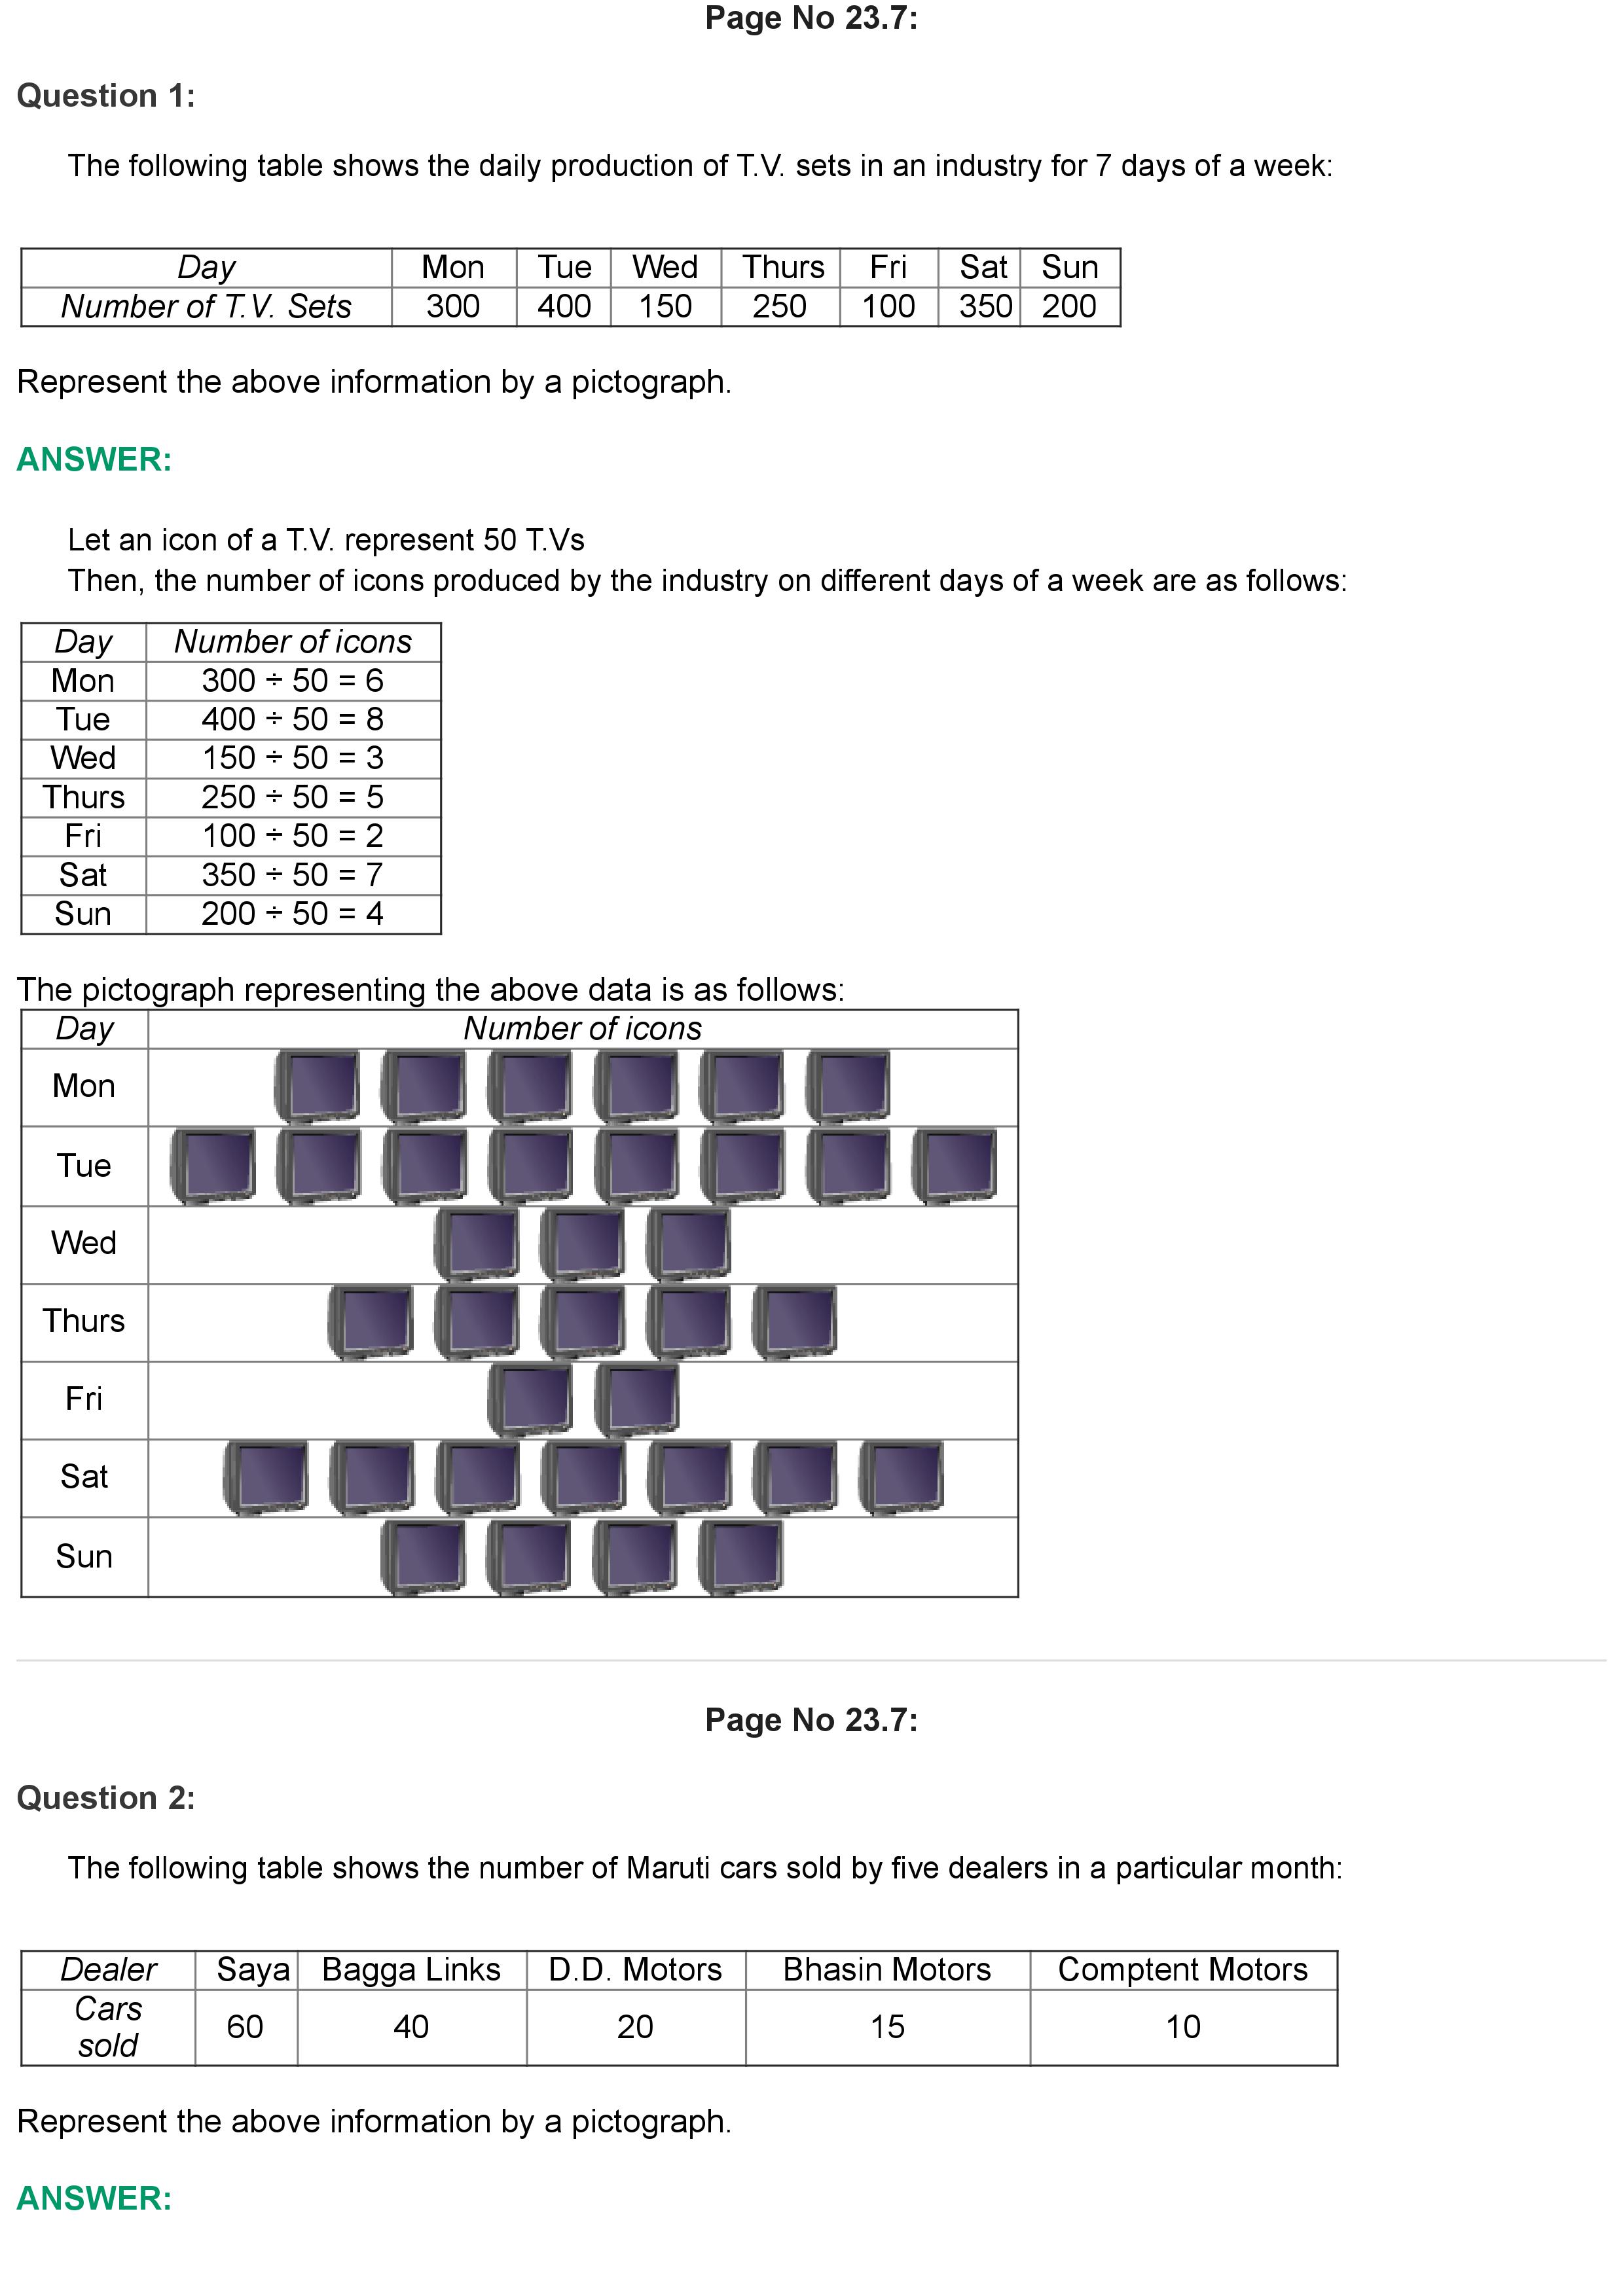 Page No 23.7:
Question 1:
The following table shows the daily production of T.V. sets in an industry for 7 days of a week:
Day Mon Tue Wed Thurs Fri Sat Sun
Number of T.V. Sets 300 400 150 250 100 350 200
Represent the above information by a pictograph.
ANSWER:
Let an icon of a T.V. represent 50 T.Vs
Then, the number of icons produced by the industry on different days of a week are as follows:
Day Number of icons
Mon 300 ÷ 50 = 6
Tue 400 ÷ 50 = 8
Wed 150 ÷ 50 = 3
Thurs 250 ÷ 50 = 5
Fri 100 ÷ 50 = 2
Sat 350 ÷ 50 = 7
Sun 200 ÷ 50 = 4
The pictograph representing the above data is as follows:
Day Number of icons
Mon
Tue
Wed
Thurs
Fri
Sat
Sun
Page No 23.7:
Question 2:
The following table shows the number of Maruti cars sold by five dealers in a particular month:
Dealer Saya Bagga Links D.D. Motors Bhasin Motors Comptent Motors
Cars
sold 60 40 20 15 10
Represent the above information by a pictograph.
ANSWER: